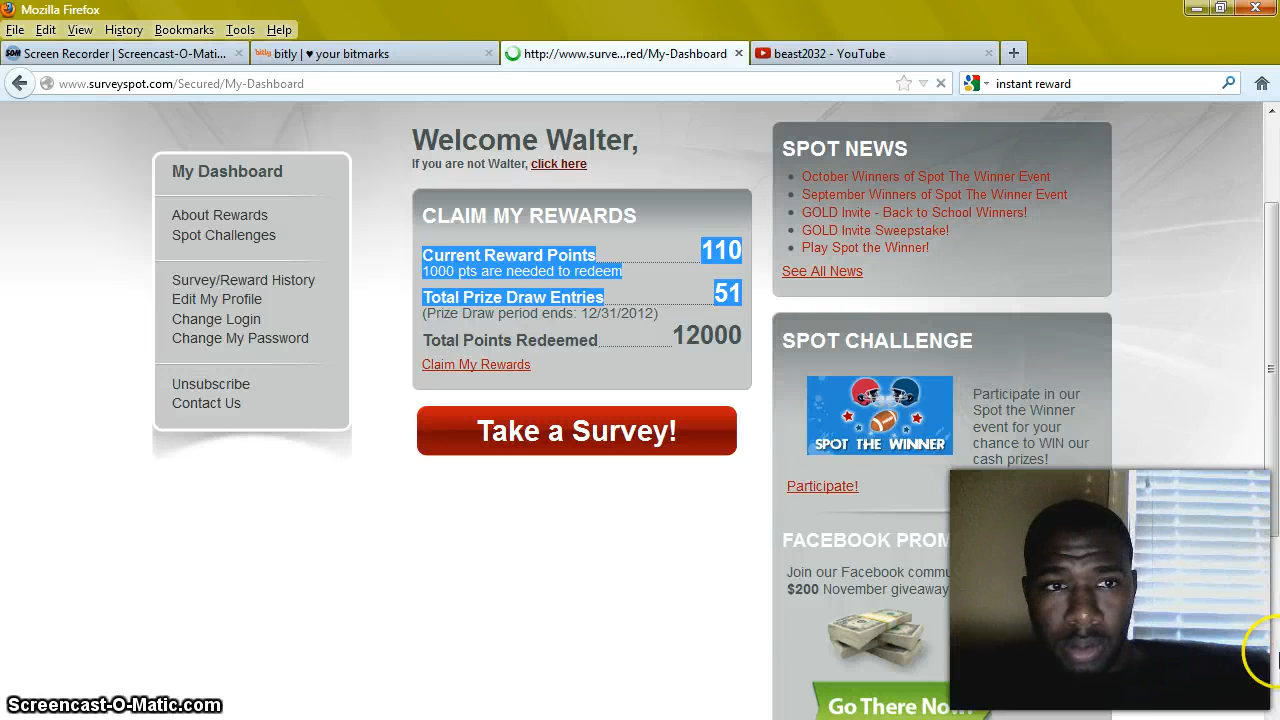 Mozilla Firefox
File Edit View History Bookmarks Tools Help
Screen Recorder | Screencast-O-Mati...
bitly bitly | ♥ your bitmarks
http://www.surve...red/My-Dashboard
beast2032 - YouTube
www.surveyspot.com/Secured/My-Dashboard
instant reward
My Dashboard
About Rewards
Spot Challenges
Survey/Reward History
Edit My Profile
Change Login
Change My Password
Unsubscribe
Contact Us
Welcome Walter,
If you are not Walter, click here
CLAIM MY REWARDS
Current Reward Points 110
1000 pts are needed to redeem
Total Prize Draw Entries 51
(Prize Draw period ends: 12/31/2012)
Total Points Redeemed 12000
Claim My Rewards
Take a Survey!
SPOT NEWS
October Winners of Spot The Winner Event
September Winners of Spot The Winner Event
GOLD Invite - Back to School Winners!
GOLD Invite Sweepstake!
Play Spot the Winner!
See All News
SPOT CHALLENGE
SPOT THE WINNER
Participate in our
Spot the Winner
event for your
chance to WIN our
cash prizes!
Participate!
FACEBOOK PROM
Join our Facebook commu
$200 November giveaway
Go There Now
Screencast-O-Matic.com